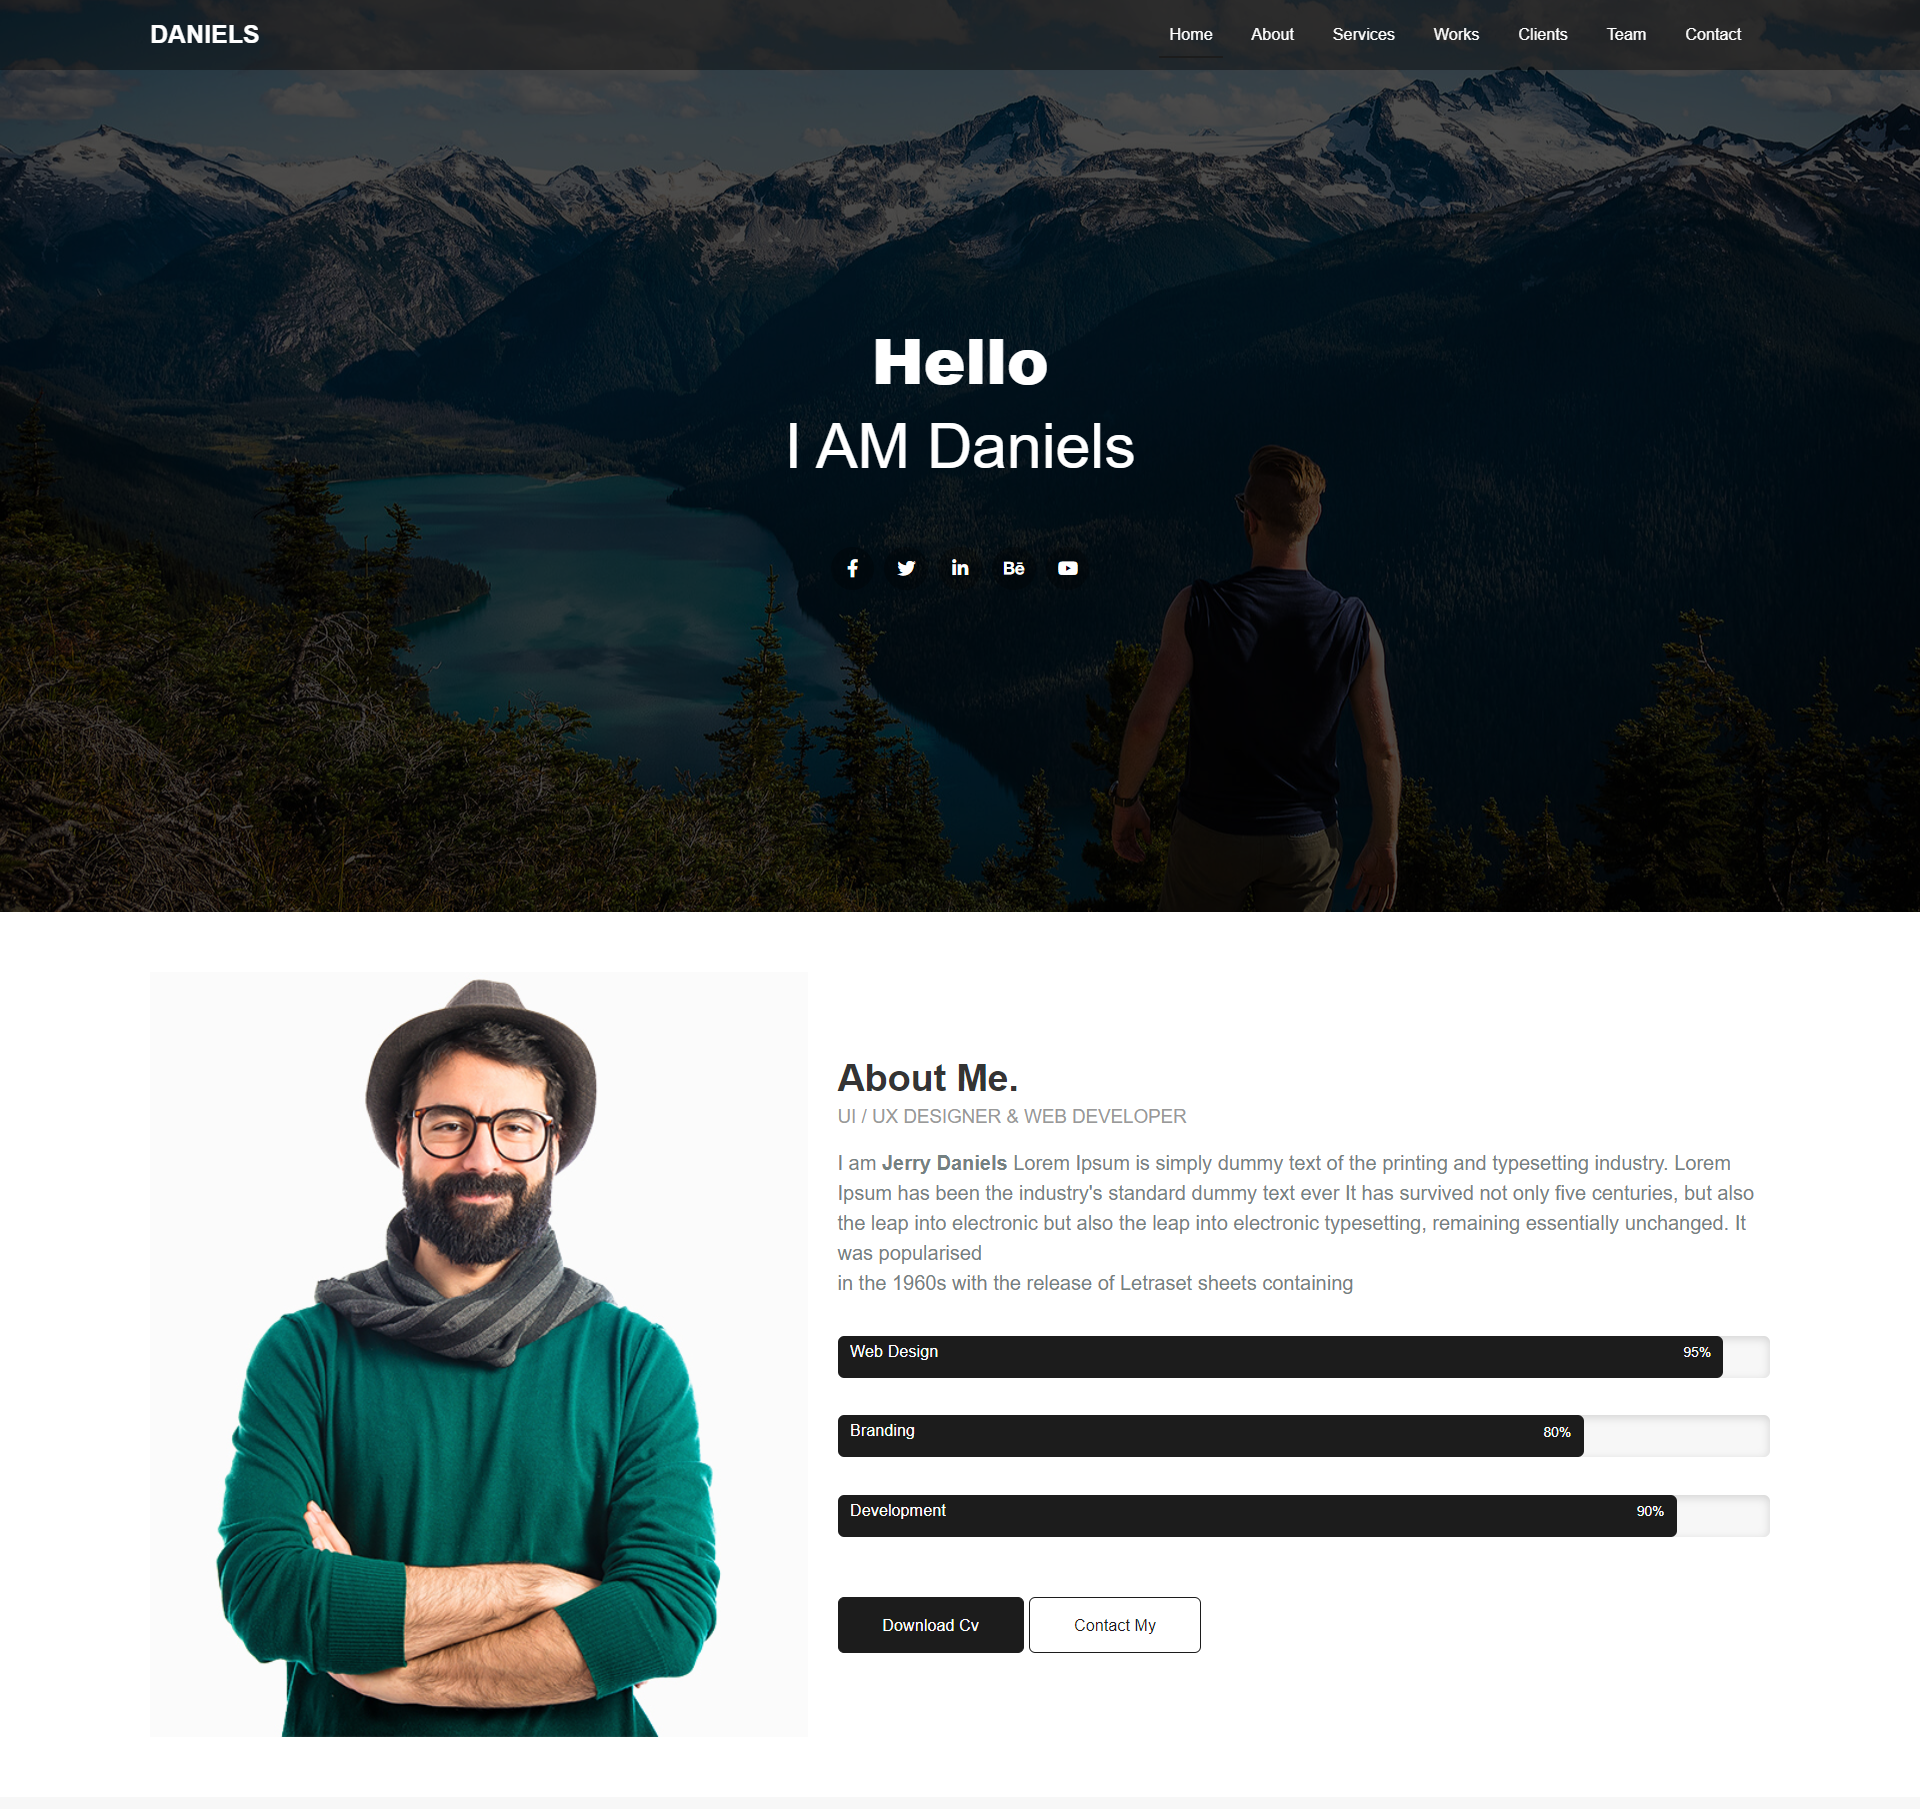 DANIELS
Home About Services Works Clients Team Contact
Hello
I AM Daniels
Bē
About Me.
UI / UX DESIGNER & WEB DEVELOPER
I am Jerry Daniels Lorem Ipsum is simply dummy text of the printing and typesetting industry. Lorem
Ipsum has been the industry's standard dummy text ever It has survived not only five centuries, but also
the leap into electronic but also the leap into electronic typesetting, remaining essentially unchanged. It
was popularised
in the 1960s with the release of Letraset sheets containing
Web Design 95%
Branding 80%
Development 90%
Download Cv Contact My